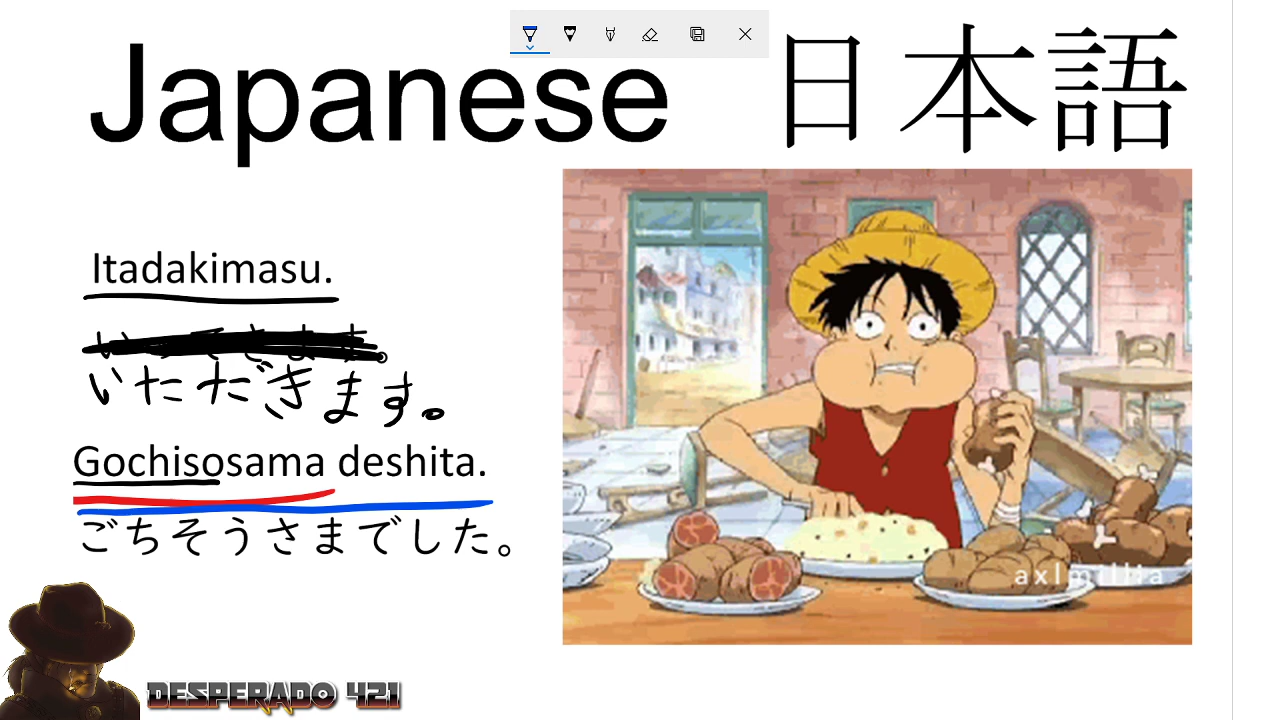 Japanese 日本語
Itadakimasu.
いただきます。
Gochisosama deshita.
ごちそうさまでした。
axlmillia
DESPERADO 421